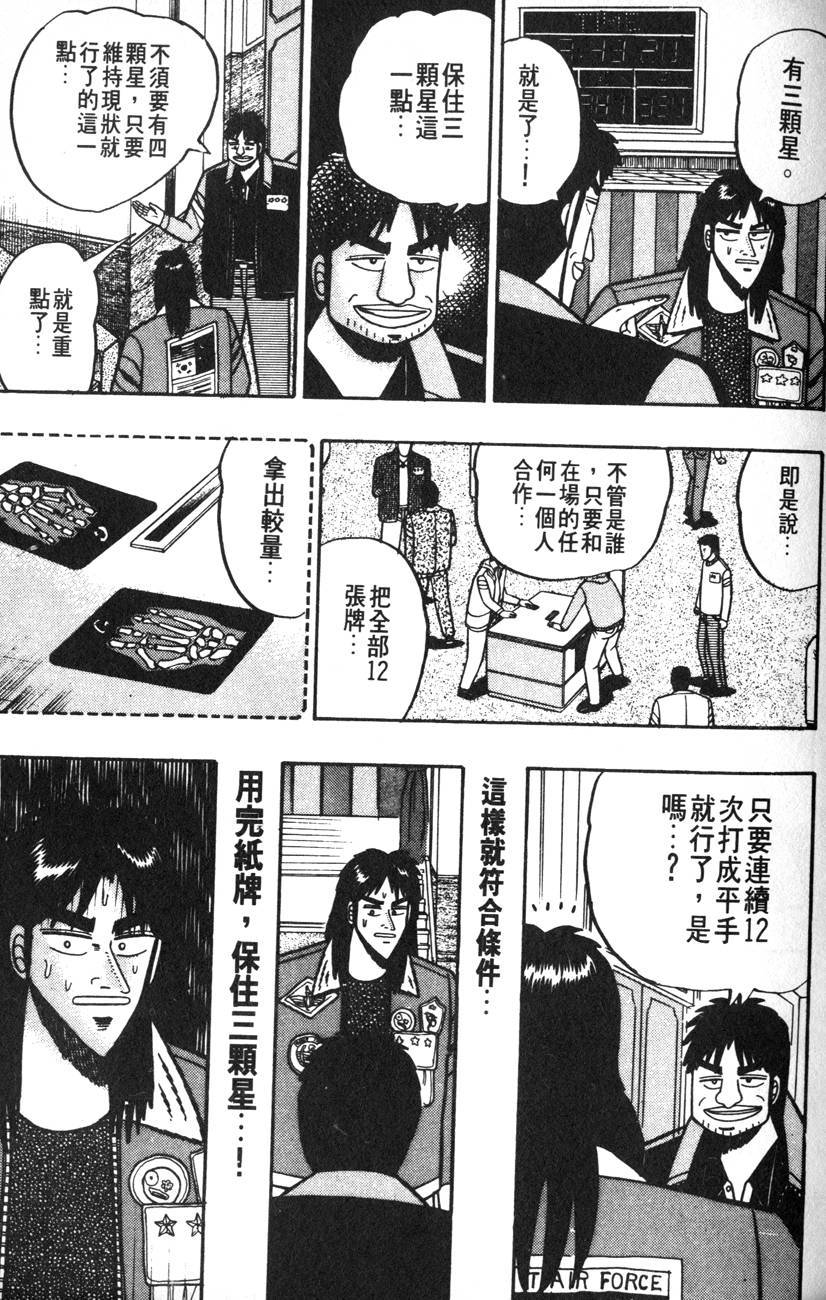 有三顆星。
就是了…!
保住三
顆星這
一點…
不須要有四
顆星，只要
維持現狀就
行了的這一
點…
就是重
點了…
即是說…
不管是誰
，只要和
在場的任
何一個人
合作…
把全部12
張牌…
拿出較量…
只要連續12
次打成平手
就行了，是
嗎…?
AIR FORCE
這樣就符合條件…
用完紙牌，保住三顆星…!